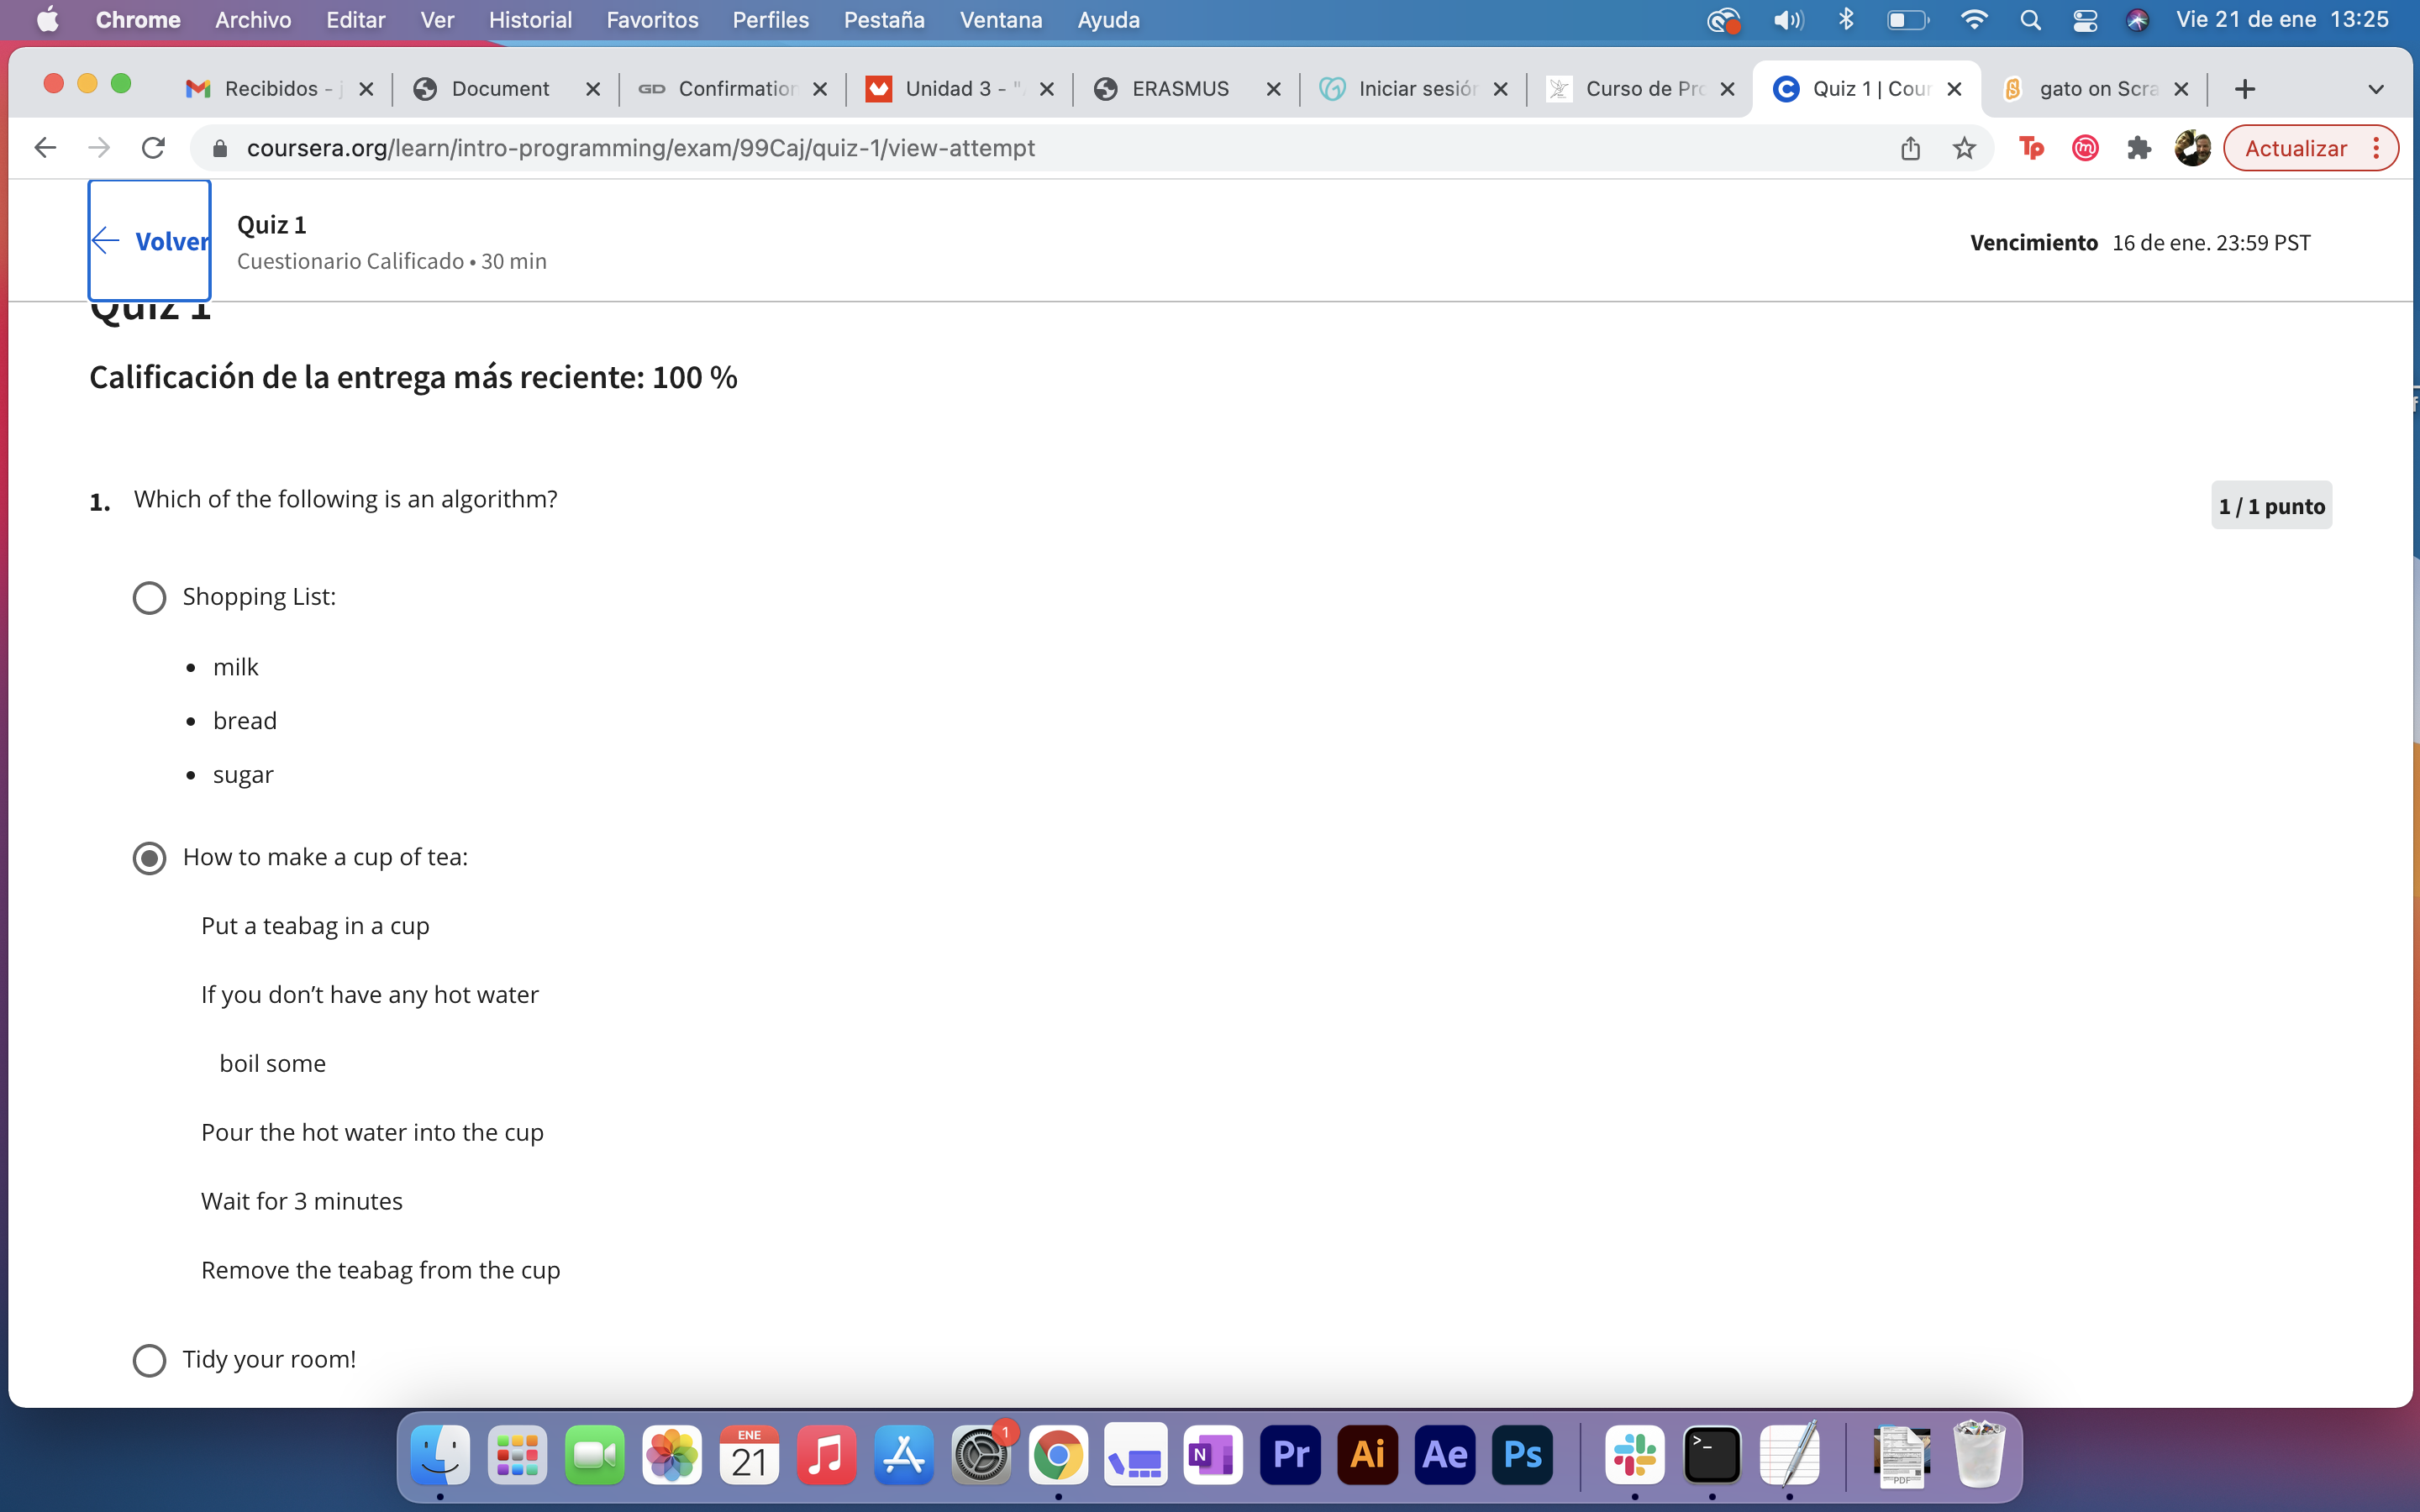 Chrome Archivo Editar Ver Historial Favoritos Perfiles Pestaña Ventana Ayuda Vie 21 de ene 13:25
Recibidos - Document GD Confirmation Unidad 3 - " ERASMUS Iniciar sesión Curso de Pro Quiz 1 | Cour gato on Scra
coursera.org/learn/intro-programming/exam/99Caj/quiz-1/view-attempt Tp m Actualizar
Volver
Quiz 1
Cuestionario Calificado • 30 min
Vencimiento 16 de ene. 23:59 PST
Quiz 1
Calificación de la entrega más reciente: 100 %
1. Which of the following is an algorithm?
1 / 1 punto
Shopping List:
• milk
• bread
• sugar
How to make a cup of tea:
Put a teabag in a cup
If you don’t have any hot water
boil some
Pour the hot water into the cup
Wait for 3 minutes
Remove the teabag from the cup
Tidy your room!
ENE
21
1
N
Pr
Ai
Ae
Ps
>_
PDF